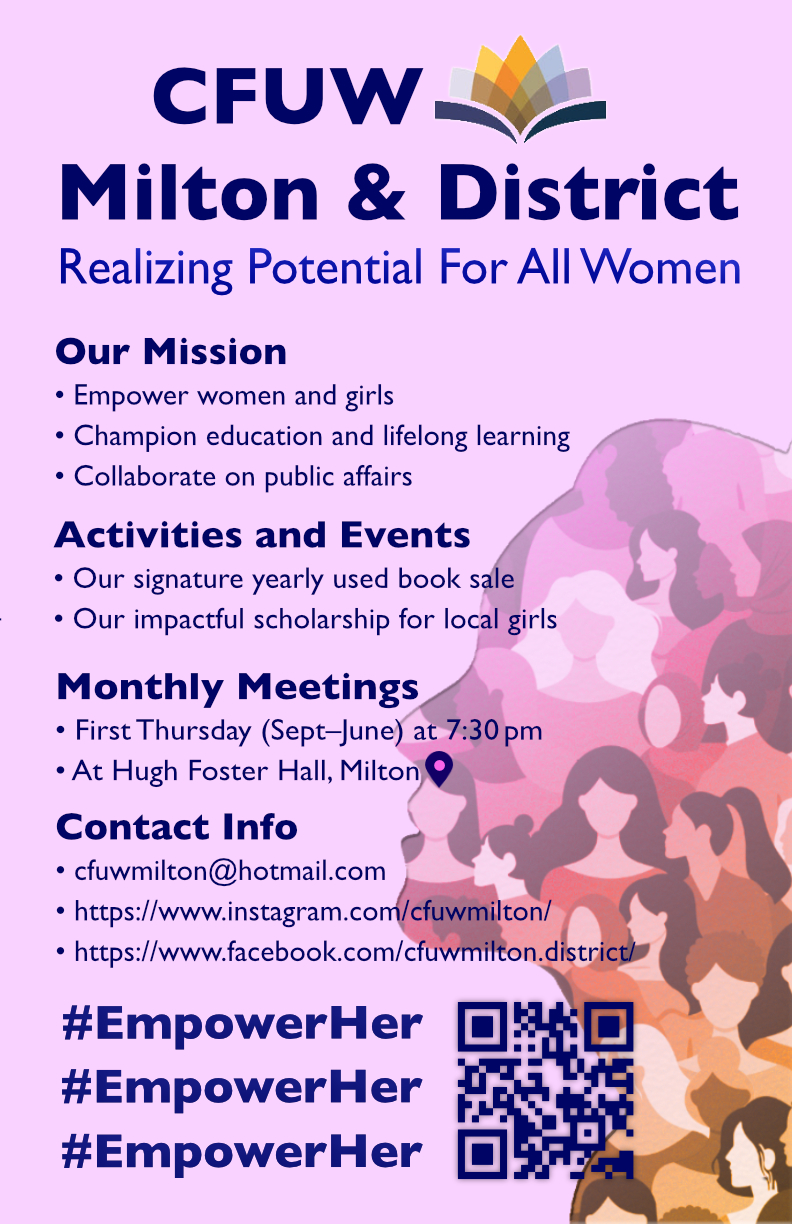 CFUW
Milton & District
Realizing Potential For All Women
Our Mission
• Empower women and girls
• Champion education and lifelong learning
• Collaborate on public affairs
Activities and Events
• Our signature yearly used book sale
• Our impactful scholarship for local girls
Monthly Meetings
• First Thursday (Sept–June) at 7:30 pm
• At Hugh Foster Hall, Milton
Contact Info
• cfuwmilton@hotmail.com
• https://www.instagram.com/cfuwmilton/
• https://www.facebook.com/cfuwmilton.district/
#EmpowerHer
#EmpowerHer
#EmpowerHer